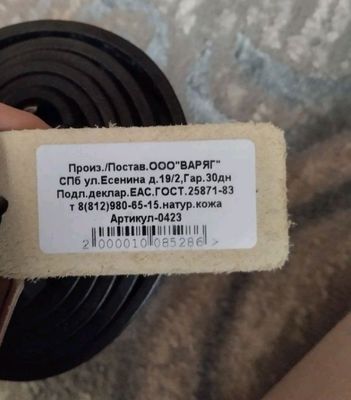 Произ./Постав.ООО"ВАРЯГ"
СПб ул.Есенина д.19/2,Гар.30дн
Подл.деклар.ЕАС.ГОСТ.25871-83
т 8(812)980-65-15.натур.кожа
Артикул-0423
2 000010 085286 >